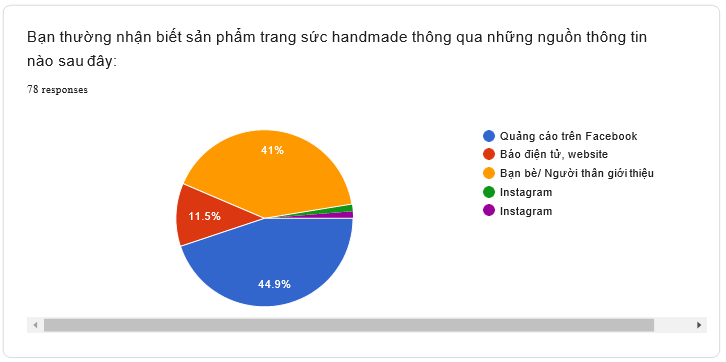 Bạn thường nhận biết sản phẩm trang sức handmade thông qua những nguồn thông tin
nào sau đây:
78 responses
41%
11.5%
44.9%
Quảng cáo trên Facebook
Báo điện tử, website
Bạn bè/ Người thân giới thiệu
Instagram
Instagram